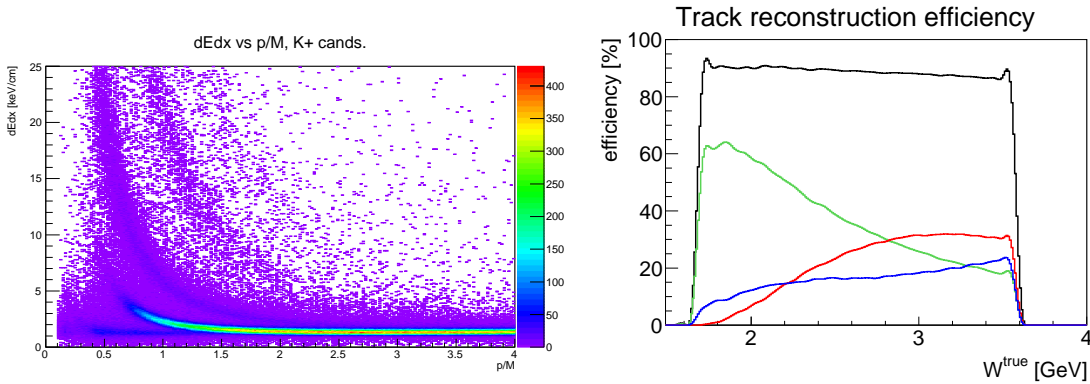 dEdx vs p/M, K+ cands.
dEdx [keV/cm]
25
20
15
10
5
0
0 0.5 1 1.5 2 2.5 3 3.5 4
p/M
400
350
300
250
200
150
100
50
0
Track reconstruction efficiency
efficiency [%]
100
80
60
40
20
0
2 3 4
W^true [GeV]